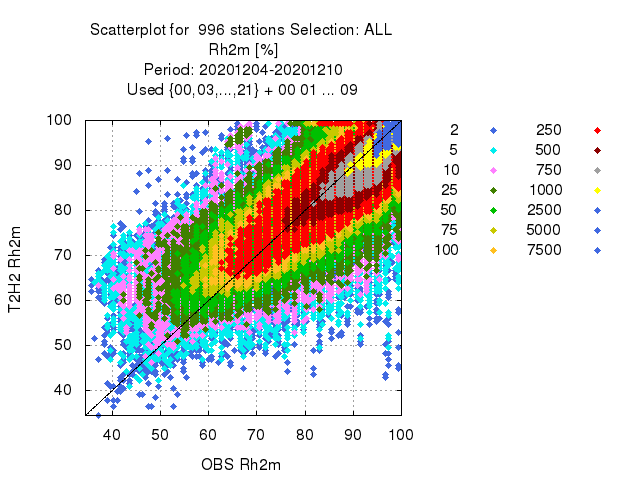 Scatterplot for  996 stations Selection: ALL
Rh2m [%]
Period: 20201204-20201210
Used {00,03,...,21} + 00 01 ... 09
100
90
80
70
60
50
40
T2H2 Rh2m
40 50 60 70 80 90 100
OBS Rh2m
2 250
5 500
10 750
25 1000
50 2500
75 5000
100 7500